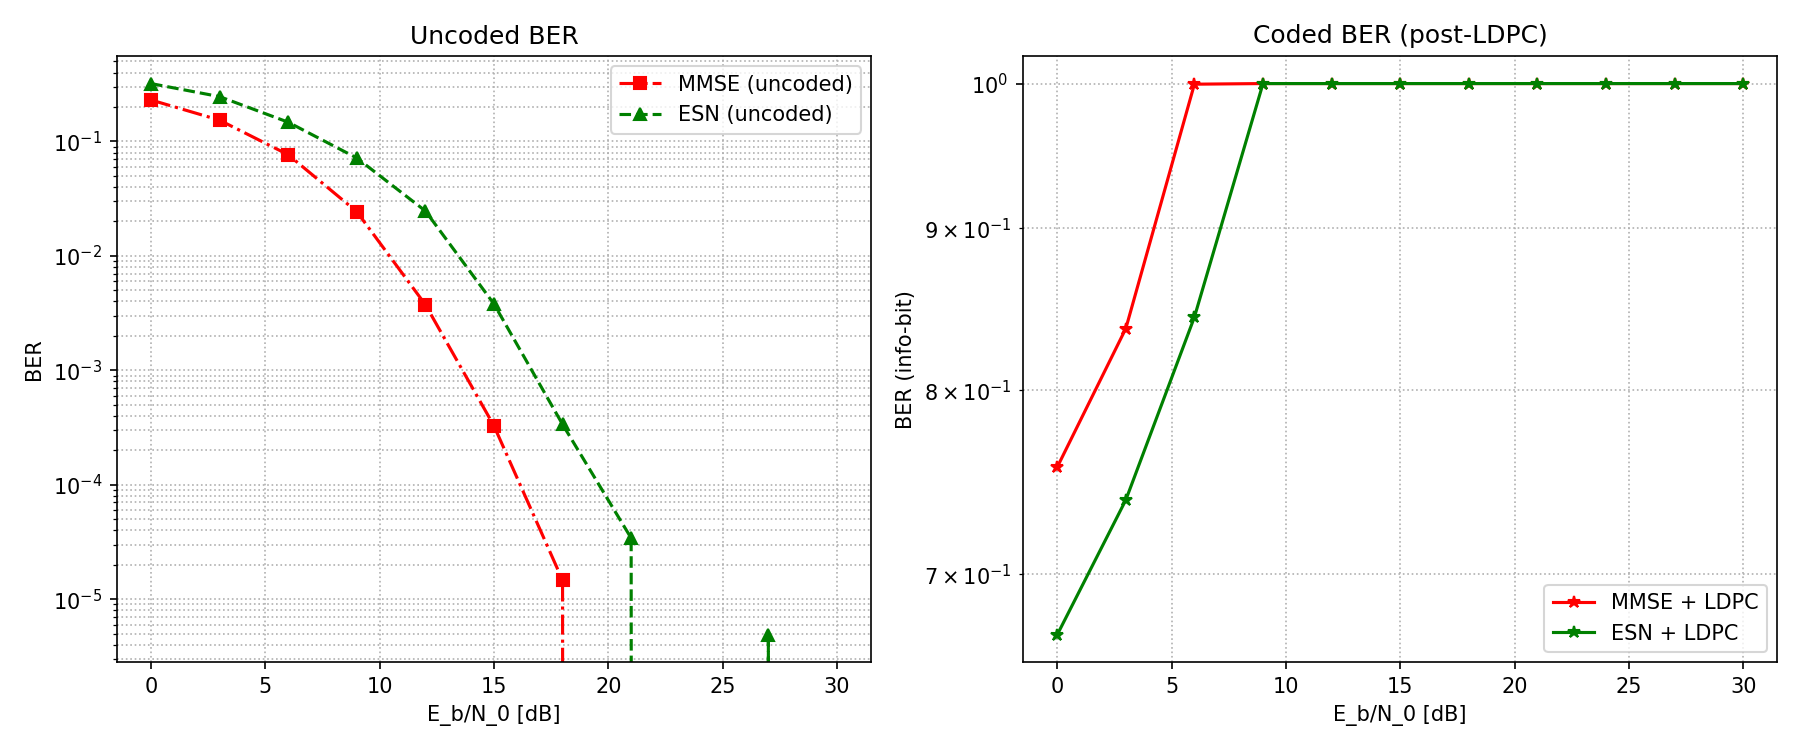 Uncoded BER
MMSE (uncoded)
ESN (uncoded)
BER
10⁻¹
10⁻²
10⁻³
10⁻⁴
10⁻⁵
0 5 10 15 20 25 30
E_b/N_0 [dB]
Coded BER (post-LDPC)
BER (info-bit)
10⁰
9 × 10⁻¹
8 × 10⁻¹
7 × 10⁻¹
MMSE + LDPC
ESN + LDPC
0 5 10 15 20 25 30
E_b/N_0 [dB]